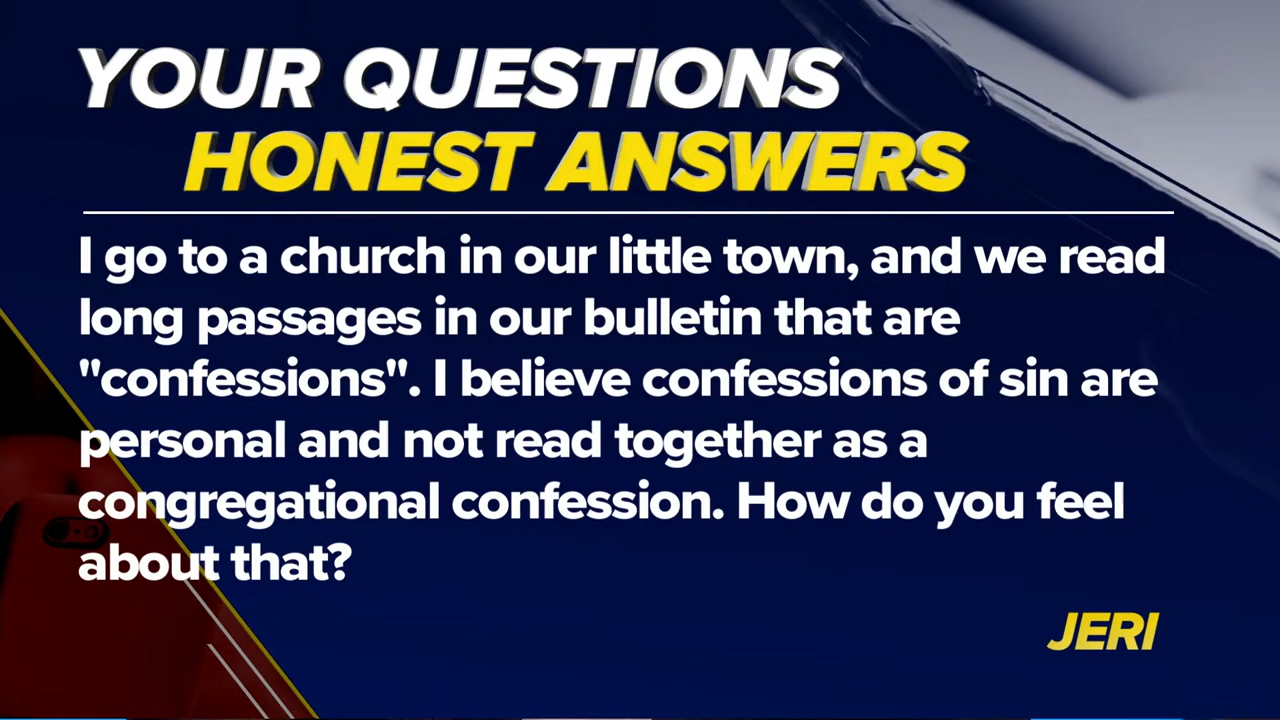 YOUR QUESTIONS
HONEST ANSWERS
I go to a church in our little town, and we read
long passages in our bulletin that are
"confessions". I believe confessions of sin are
personal and not read together as a
congregational confession. How do you feel
about that?
JERI